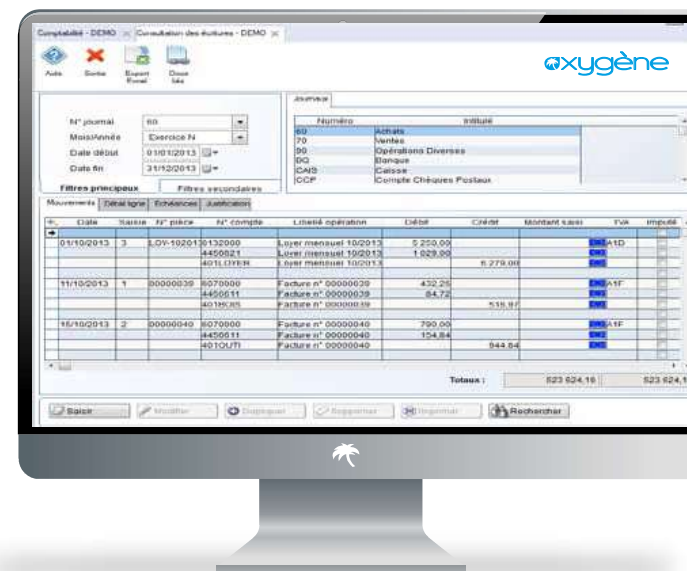 Comptabilité - DEMO Consultation des écritures - DEMO
Aide Sortie Export Excel Docs liés
oxygène
Journaux
N° journal 60
Mois/Année Exercice N
Date début 01/01/2013
Date fin 31/12/2013
Filtres principaux Filtres secondaires
Numéro Intitulé
60 Achats
70 Ventes
90 Opérations Diverses
BQ Banque
CAIS Caisse
CCP Compte Chèques Postaux
Mouvements Détail ligne Echéances Justification
Date Saisie N° pièce N° compte Libellé opération Débit Crédit Montant saisi TVA Imputé
01/10/2013 3 LOY-102013 6132000 Loyer mensuel 10/2013 5 250,00 A1D
4456621 Loyer mensuel 10/2013 1 029,00
401LOYER Loyer mensuel 10/2013 6 279,00
11/10/2013 1 00000039 6070000 Facture n° 00000039 432,25 A1F
4456611 Facture n° 00000039 84,72
Facture n° 00000039 516,97
16/10/2013 2 00000040 6070000 Facture n° 00000040 790,00 A1F
4456611 Facture n° 00000040 154,84
401OUTI Facture n° 00000040 944,84
Totaux : 523 624,16
Saisir Modifier Dupliquer Supprimer Imprimer Rechercher